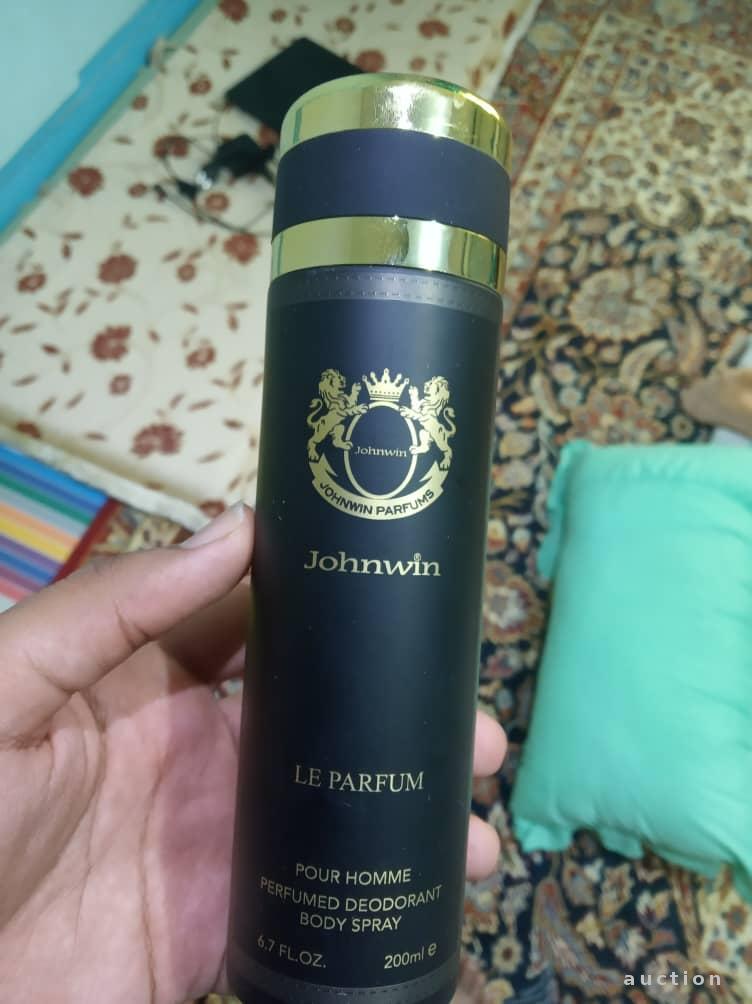 Johnwin
JOHNWIN PARFUMS
Johnwin®
LE PARFUM
POUR HOMME
PERFUMED DEODORANT
BODY SPRAY
6.7 FL.OZ. 200ml e
auction